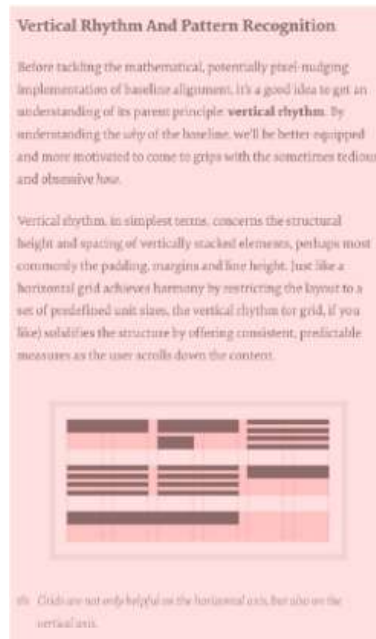 Vertical Rhythm And Pattern Recognition
Before tackling the mathematical, potentially pixel-nudging
implementation of baseline alignment, it's a good idea to get an
understanding of its parent principle: vertical rhythm. By
understanding the why of the baseline, we'll be better equipped
and more motivated to come to grips with the sometimes tedious
and obsessive how.
Vertical rhythm, in simplest terms, concerns the structural
height and spacing of vertically stacked elements, perhaps most
commonly the padding, margins and line height. Just like a
horizontal grid achieves harmony by restricting the layout to a
set of predefined unit sizes, the vertical rhythm (or grid, if you
like) solidifies the structure by offering consistent, predictable
measures as the user scrolls down the content.
Grids are not only helpful on the horizontal axis, but also on the
vertical axis.